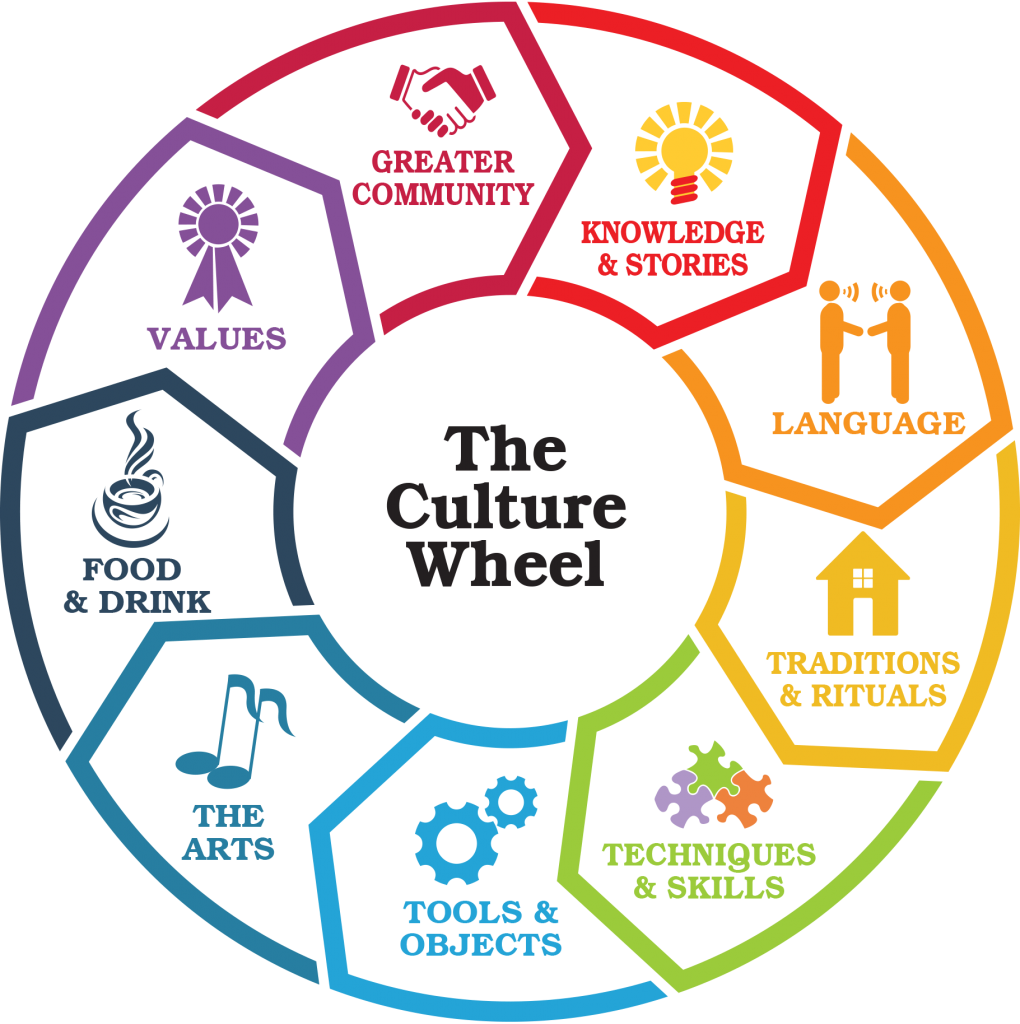 The
Culture
Wheel
GREATER
COMMUNITY
KNOWLEDGE
& STORIES
LANGUAGE
TRADITIONS
& RITUALS
TECHNIQUES
& SKILLS
TOOLS &
OBJECTS
THE
ARTS
FOOD
& DRINK
VALUES